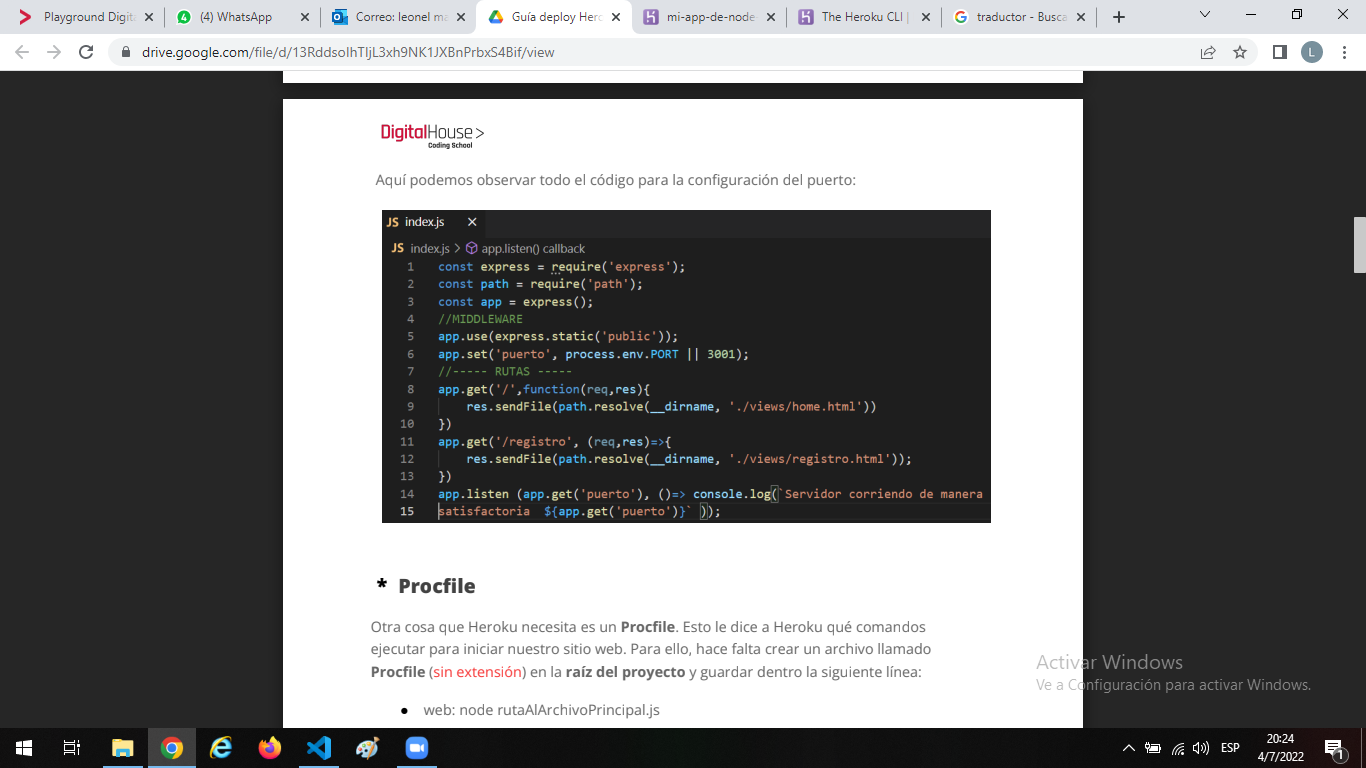 Playground Digita
(4) WhatsApp
Correo: leonel ma
Guía deploy Hero
mi-app-de-node-
The Heroku CLI |
traductor - Busca
drive.google.com/file/d/13RddsoIhTIjL3xh9NK1JXBnPrbxS4Bif/view
L
DigitalHouse>
Coding School
Aquí podemos observar todo el código para la configuración del puerto:
JS index.js
JS index.js > app.listen() callback
1 const express = require('express');
2 const path = require('path');
3 const app = express();
4 //MIDDLEWARE
5 app.use(express.static('public'));
6 app.set('puerto', process.env.PORT || 3001);
7 //----- RUTAS -----
8 app.get('/',function(req,res){
9 res.sendFile(path.resolve(__dirname, './views/home.html'))
10 })
11 app.get('/registro', (req,res)=>{
12 res.sendFile(path.resolve(__dirname, './views/registro.html'));
13 })
14 app.listen (app.get('puerto'), ()=> console.log(`Servidor corriendo de manera
15 satisfactoria ${app.get('puerto')}` ));
* Procfile
Otra cosa que Heroku necesita es un Procfile. Esto le dice a Heroku qué comandos
ejecutar para iniciar nuestro sitio web. Para ello, hace falta crear un archivo llamado
Procfile (sin extensión) en la raíz del proyecto y guardar dentro la siguiente línea:
● web: node rutaAlArchivoPrincipal.js
Activar Windows
Ve a Configuración para activar Windows.
ESP
20:24
4/7/2022
1